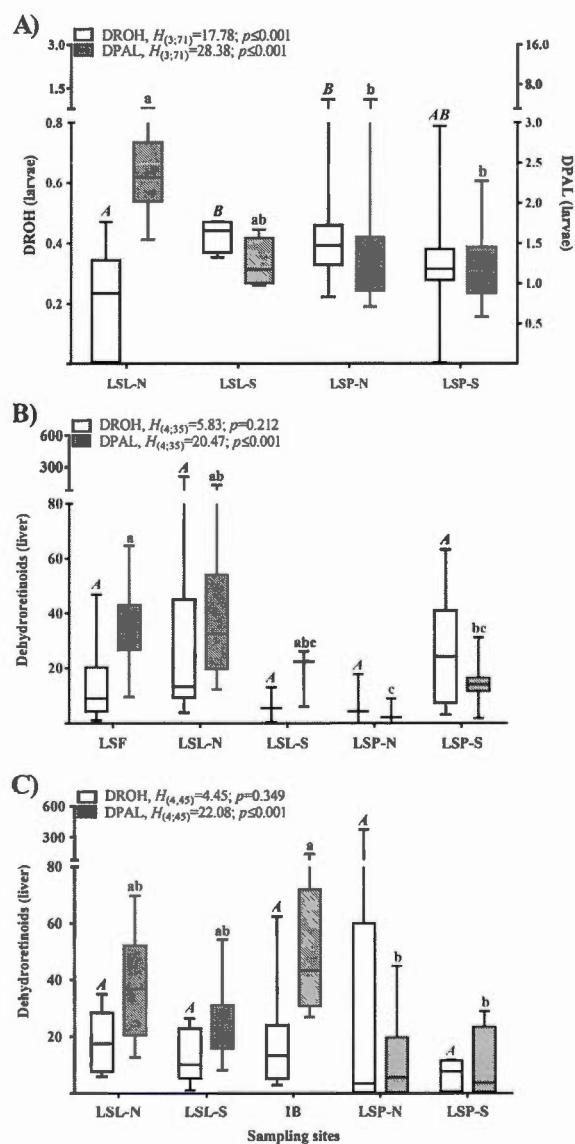 A)
DROH, H(3;71)=17.78; p≤0.001
DPAL, H(3;71)=28.38; p≤0.001
3.0
1.5
0.8
0.6
0.4
0.2
DROH (larvae)
16.0
8.0
3.0
2.5
2.0
1.5
1.0
0.5
DPAL (larvae)
A a B ab B b AB b
LSL-N LSL-S LSP-N LSP-S
B)
DROH, H(4;35)=5.83; p=0.212
DPAL, H(4;35)=20.47; p≤0.001
600
300
80
60
40
20
Dehydroretinoids (liver)
A a A ab A abc A c A bc
LSF LSL-N LSL-S LSP-N LSP-S
C)
DROH, H(4,45)=4.45; p=0.349
DPAL, H(4;45)=22.08; p≤0.001
600
300
80
60
40
20
Dehydroretinoids (liver)
A ab A ab A a A b A b
LSL-N LSL-S IB LSP-N LSP-S
Sampling sites